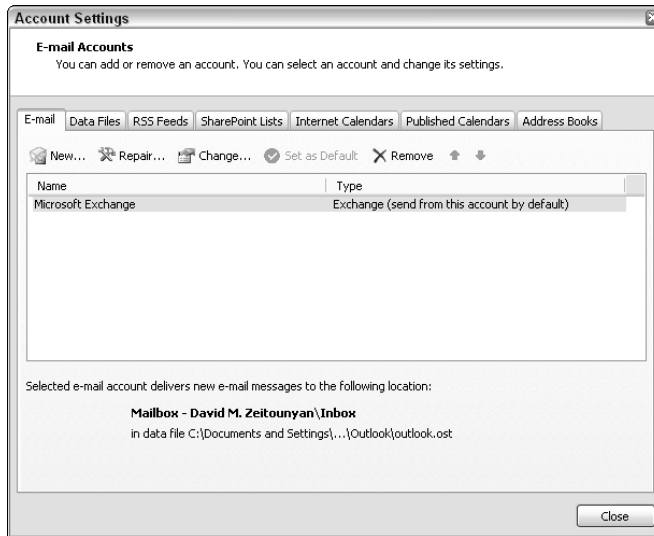 Account Settings
E-mail Accounts
You can add or remove an account. You can select an account and change its settings.
E-mail Data Files RSS Feeds SharePoint Lists Internet Calendars Published Calendars Address Books
New... Repair... Change... Set as Default Remove
Name Type
Microsoft Exchange Exchange (send from this account by default)
Selected e-mail account delivers new e-mail messages to the following location:
Mailbox - David M. Zeitounyan\Inbox
in data file C:\Documents and Settings\...\Outlook\outlook.ost
Close